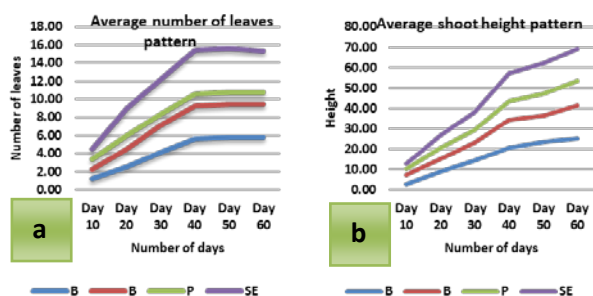 Average number of leaves
pattern
18.00
16.00
14.00
12.00
10.00
8.00
6.00
4.00
2.00
0.00
Number of leaves
Day Day Day Day Day Day
10 20 30 40 50 60
Number of days
a
B B P SE
Average shoot height pattern
80.00
70.00
60.00
50.00
40.00
30.00
20.00
10.00
0.00
Height
Day Day Day Day Day Day
10 20 30 40 50 60
Number of days
b
B B P SE